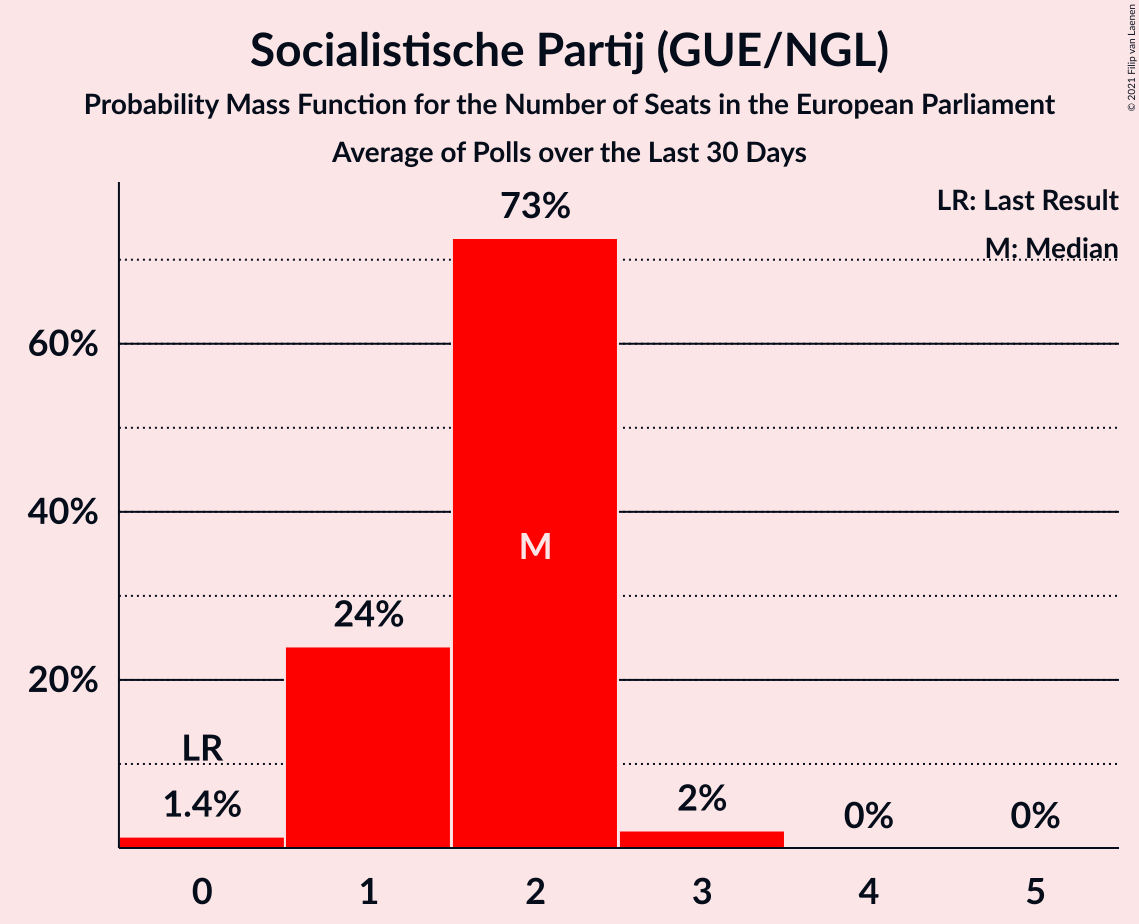 Socialistische Partij (GUE/NGL)
Probability Mass Function for the Number of Seats in the European Parliament
Average of Polls over the Last 30 Days
© 2021 Filip van Laenen
LR: Last Result
M: Median
73%
60%
40%
M
24%
20%
LR
1.4%
2%
0%
0%
0 1 2 3 4 5